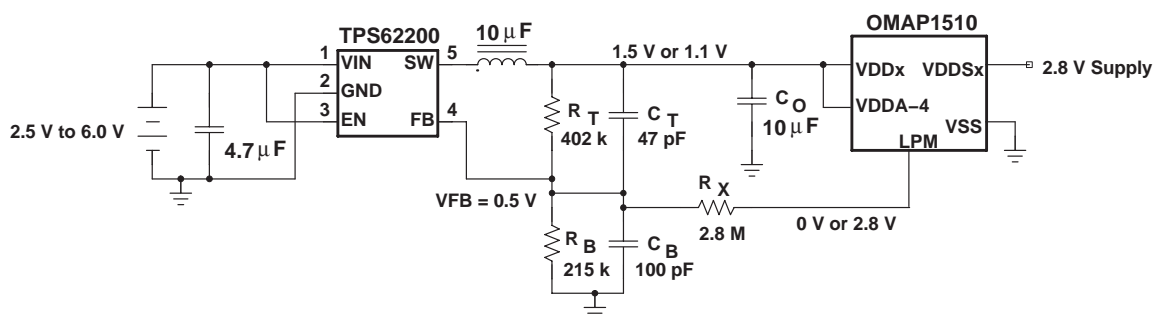 TPS62200
10 μF
OMAP1510
1 VIN SW 5
2 GND
3 EN FB 4
1.5 V or 1.1 V
VDDx VDDSx
2.8 V Supply
VDDA−4
VSS
LPM
2.5 V to 6.0 V
4.7 μF
R T
402 k
C T
47 pF
C O
10 μF
VFB = 0.5 V
R X
2.8 M
0 V or 2.8 V
R B
215 k
C B
100 pF